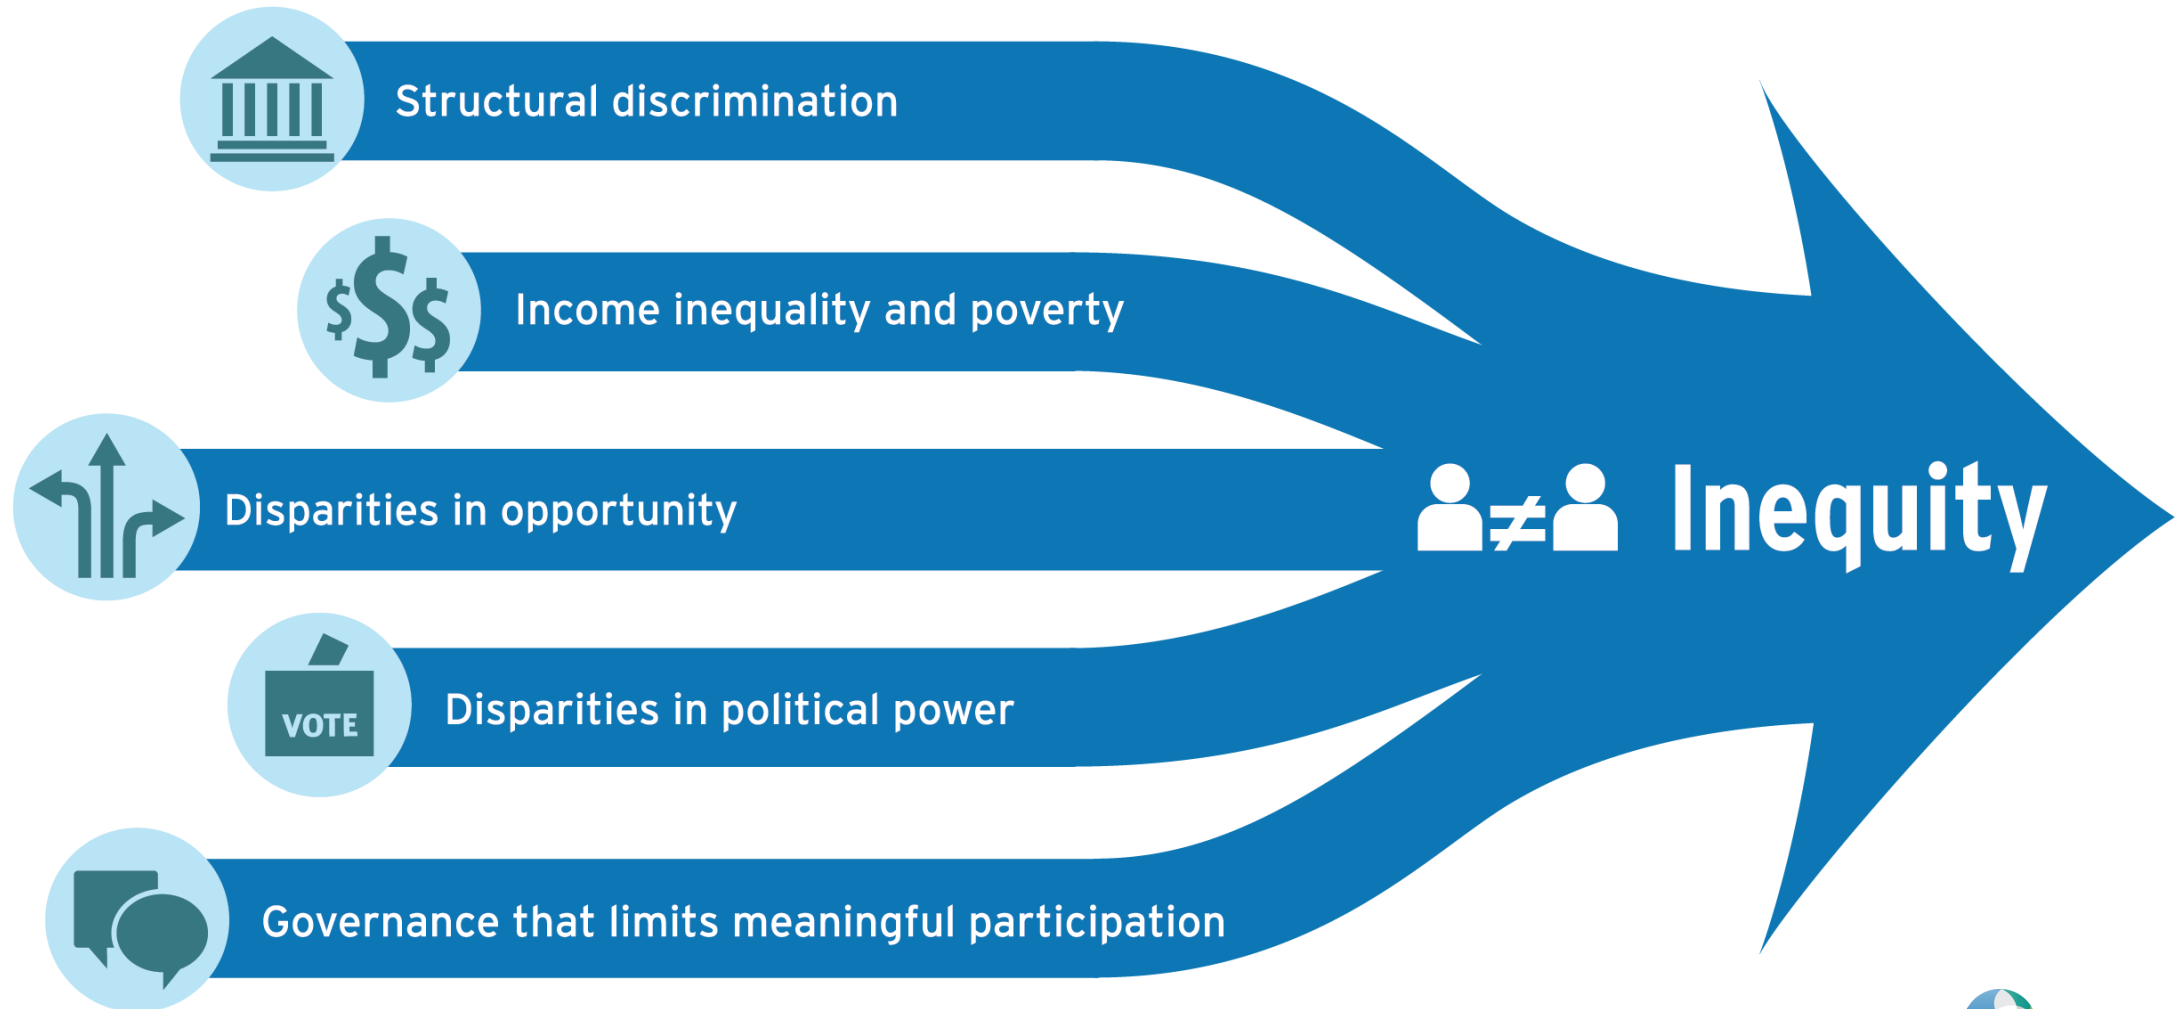 Structural discrimination
Income inequality and poverty
Disparities in opportunity
≠ Inequity
VOTE
Disparities in political power
Governance that limits meaningful participation